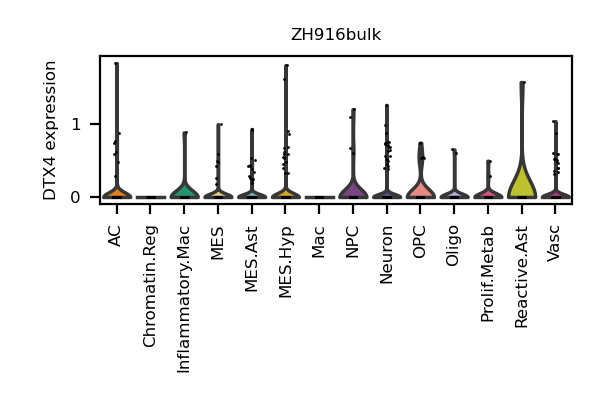 ZH916bulk
DTX4 expression
1
0
AC
Chromatin.Reg
Inflammatory.Mac
MES
MES.Ast
MES.Hyp
Mac
NPC
Neuron
OPC
Oligo
Prolif.Metab
Reactive.Ast
Vasc